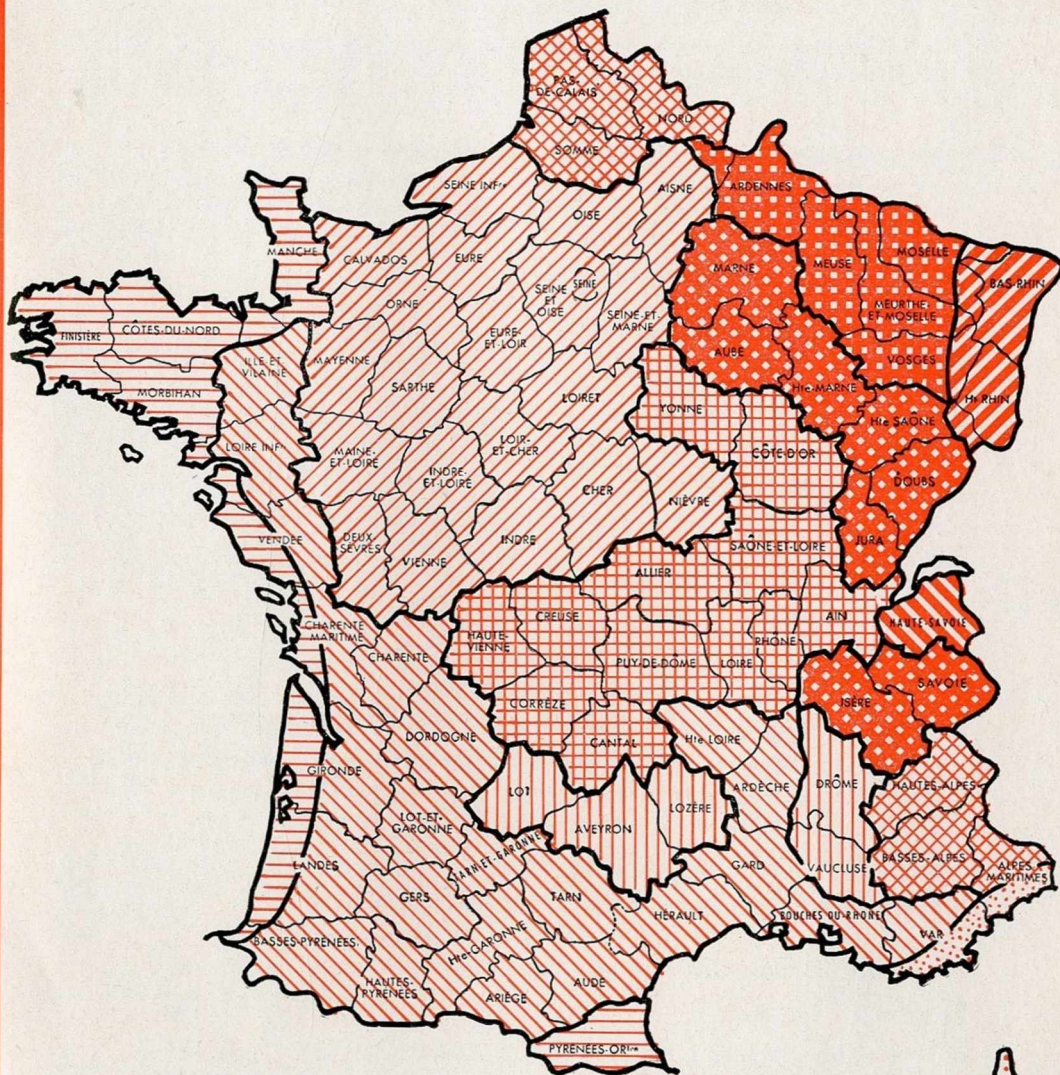 PAS-
DE-CALAIS
NORD
SOMME
SEINE INFre
OISE
AISNE
ARDENNES
MANCHE
CALVADOS
EURE
SEINE
ET
OISE
SEINE
SEINE-ET-
MARNE
MARNE
MEUSE
MOSELLE
BAS-RHIN
MEURTHE-
ET-MOSELLE
FINISTÈRE
CÔTES-DU-NORD
ORNE
EURE-
ET-LOIR
AUBE
VOSGES
ILLE ET
VILAINE
MAYENNE
SARTHE
MORBIHAN
LOIRET
YONNE
Hte-MARNE
Ht RHIN
Hte SAÔNE
LOIRE INFre
MAINE-
ET-LOIRE
LOIR-
ET-CHER
INDRE-
ET-LOIRE
CHER
NIÈVRE
CÔTE-D'OR
DOUBS
VENDÉE
DEUX
SÈVRES
VIENNE
INDRE
SAÔNE-ET-LOIRE
JURA
ALLIER
CHARENTE
MARITIME
CHARENTE
HAUTE-
VIENNE
CREUSE
PUY-DE-DÔME
LOIRE
RHÔNE
AIN
HAUTE-SAVOIE
SAVOIE
ISÈRE
CORRÈZE
CANTAL
Hte LOIRE
DORDOGNE
GIRONDE
LOT
AVEYRON
LOZÈRE
ARDÈCHE
DRÔME
HAUTES-ALPES
LOT-ET-
GARONNE
TARN-ET-GARONNE
LANDES
GERS
TARN
GARD
VAUCLUSE
BASSES-ALPES
ALPES
MARITIMES
HÉRAULT
BOUCHES DU RHÔNE
VAR
BASSES-PYRÉNÉES
HAUTES-
PYRÉNÉES
Hte-GARONNE
ARIÈGE
AUDE
PYRÉNÉES-ORles